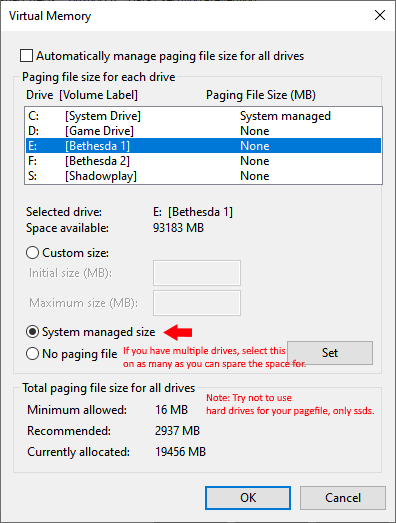 Virtual Memory
Automatically manage paging file size for all drives
Paging file size for each drive
Drive [Volume Label] Paging File Size (MB)
C: [System Drive] System managed
D: [Game Drive] None
E: [Bethesda 1] None
F: [Bethesda 2] None
S: [Shadowplay] None
Selected drive: E: [Bethesda 1]
Space available: 93183 MB
Custom size:
Initial size (MB):
Maximum size (MB):
System managed size
No paging file
If you have multiple drives, select this
on as many as you can spare the space for.
Set
Total paging file size for all drives
Minimum allowed: 16 MB
Recommended: 2937 MB
Currently allocated: 19456 MB
Note: Try not to use
hard drives for your pagefile, only ssds.
OK Cancel